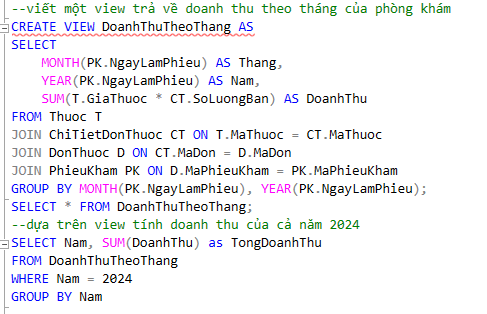 --viết một view trả về doanh thu theo tháng của phòng khám
CREATE VIEW DoanhThuTheoThang AS
SELECT
MONTH(PK.NgayLamPhieu) AS Thang,
YEAR(PK.NgayLamPhieu) AS Nam,
SUM(T.GiaThuoc * CT.SoLuongBan) AS DoanhThu
FROM Thuoc T
JOIN ChiTietDonThuoc CT ON T.MaThuoc = CT.MaThuoc
JOIN DonThuoc D ON CT.MaDon = D.MaDon
JOIN PhieuKham PK ON D.MaPhieuKham = PK.MaPhieuKham
GROUP BY MONTH(PK.NgayLamPhieu), YEAR(PK.NgayLamPhieu);
SELECT * FROM DoanhThuTheoThang;
--dựa trên view tính doanh thu của cả năm 2024
SELECT Nam, SUM(DoanhThu) as TongDoanhThu
FROM DoanhThuTheoThang
WHERE Nam = 2024
GROUP BY Nam